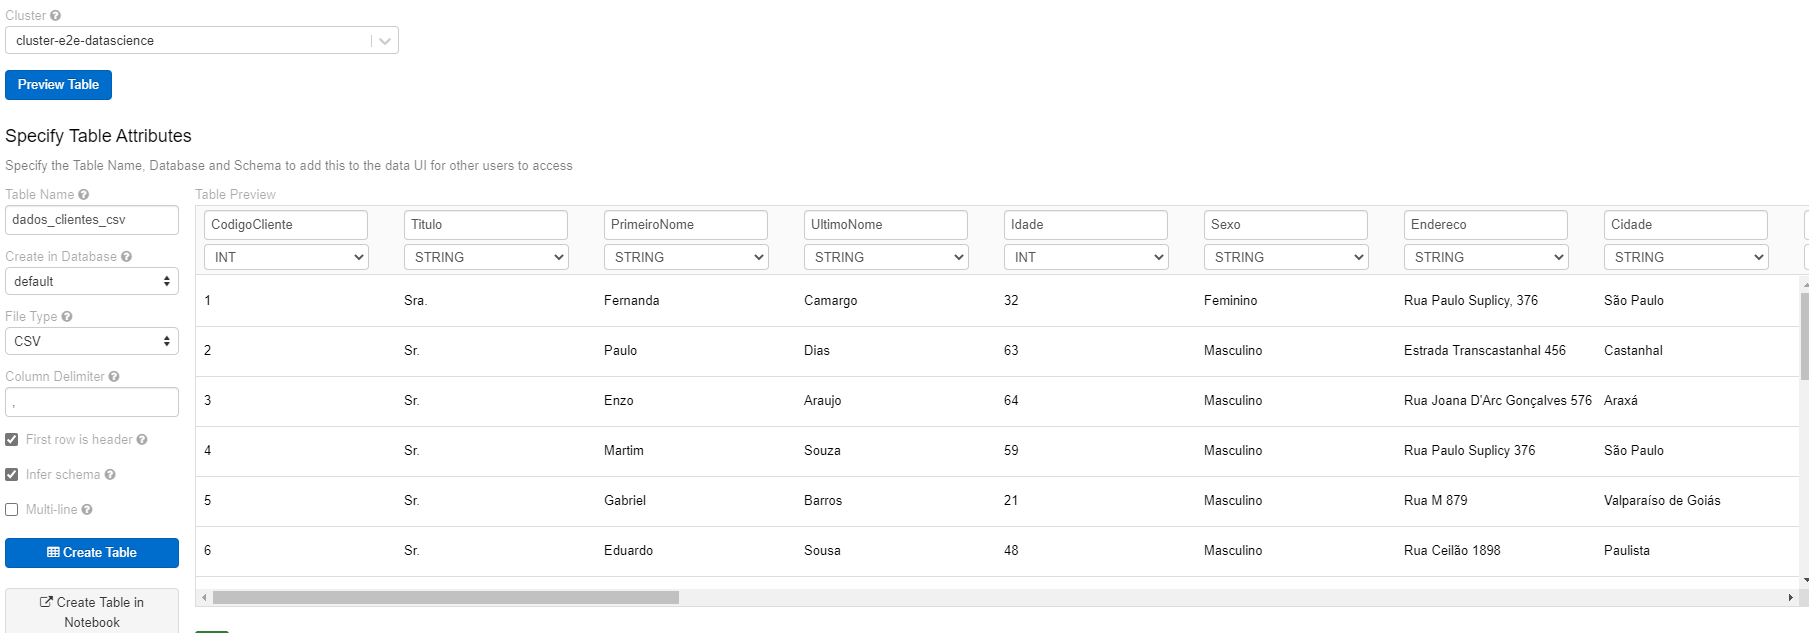 Cluster
cluster-e2e-datascience
Preview Table
Specify Table Attributes
Specify the Table Name, Database and Schema to add this to the data UI for other users to access
Table Name
dados_clientes_csv
Create in Database
default
File Type
CSV
Column Delimiter
,
First row is header
Infer schema
Multi-line
Create Table
Create Table in
Notebook
Table Preview
CodigoCliente Titulo PrimeiroNome UltimoNome Idade Sexo Endereco Cidade
INT STRING STRING STRING INT STRING STRING STRING
1 Sra. Fernanda Camargo 32 Feminino Rua Paulo Suplicy, 376 São Paulo
2 Sr. Paulo Dias 63 Masculino Estrada Transcastanhal 456 Castanhal
3 Sr. Enzo Araujo 64 Masculino Rua Joana D'Arc Gonçalves 576 Araxá
4 Sr. Martim Souza 59 Masculino Rua Paulo Suplicy 376 São Paulo
5 Sr. Gabriel Barros 21 Masculino Rua M 879 Valparaíso de Goiás
6 Sr. Eduardo Sousa 48 Masculino Rua Ceilão 1898 Paulista